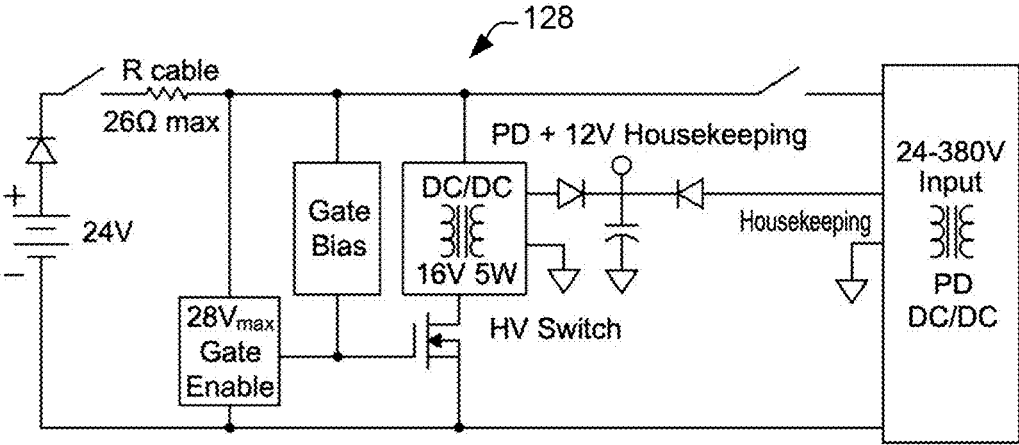 128
R cable
26Ω max
PD + 12V Housekeeping
24-380V
Input
PD
DC/DC
DC/DC
16V 5W
Gate
Bias
Housekeeping
+
24V
−
28Vmax
Gate
Enable
HV Switch